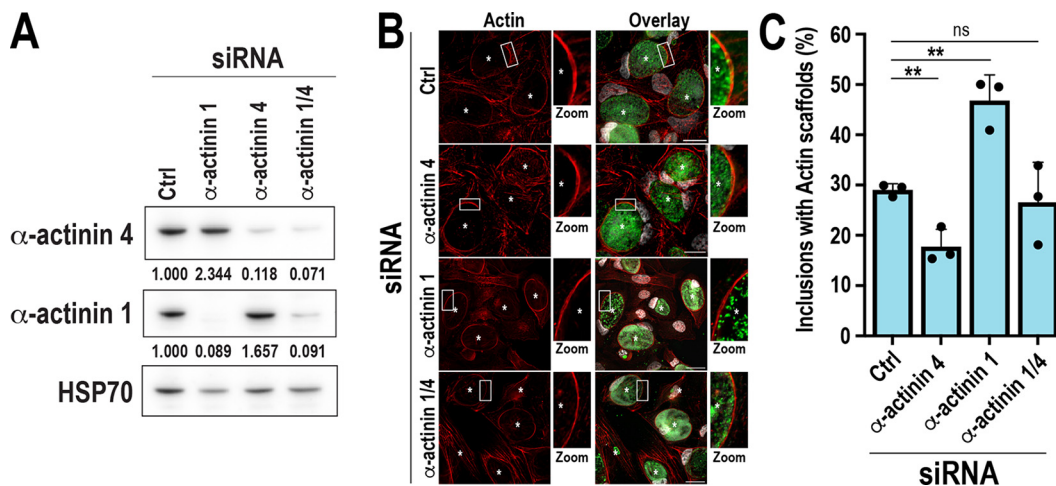 A
siRNA
Ctrl
α-actinin 1
α-actinin 4
α-actinin 1/4
α-actinin 4
1.000 2.344 0.118 0.071
α-actinin 1
1.000 0.089 1.657 0.091
HSP70
B
Actin Overlay
siRNA
Ctrl
* * * *
Zoom
* * * *
Zoom
α-actinin 4
* * * *
Zoom
* * * *
Zoom
α-actinin 1
* * * *
Zoom
* * * *
Zoom
α-actinin 1/4
* * * * *
Zoom
* * * * *
Zoom
C
Inclusions with Actin scaffolds (%)
60
50
40
30
20
10
0
ns
**
**
Ctrl
α-actinin 4
α-actinin 1
α-actinin 1/4
siRNA